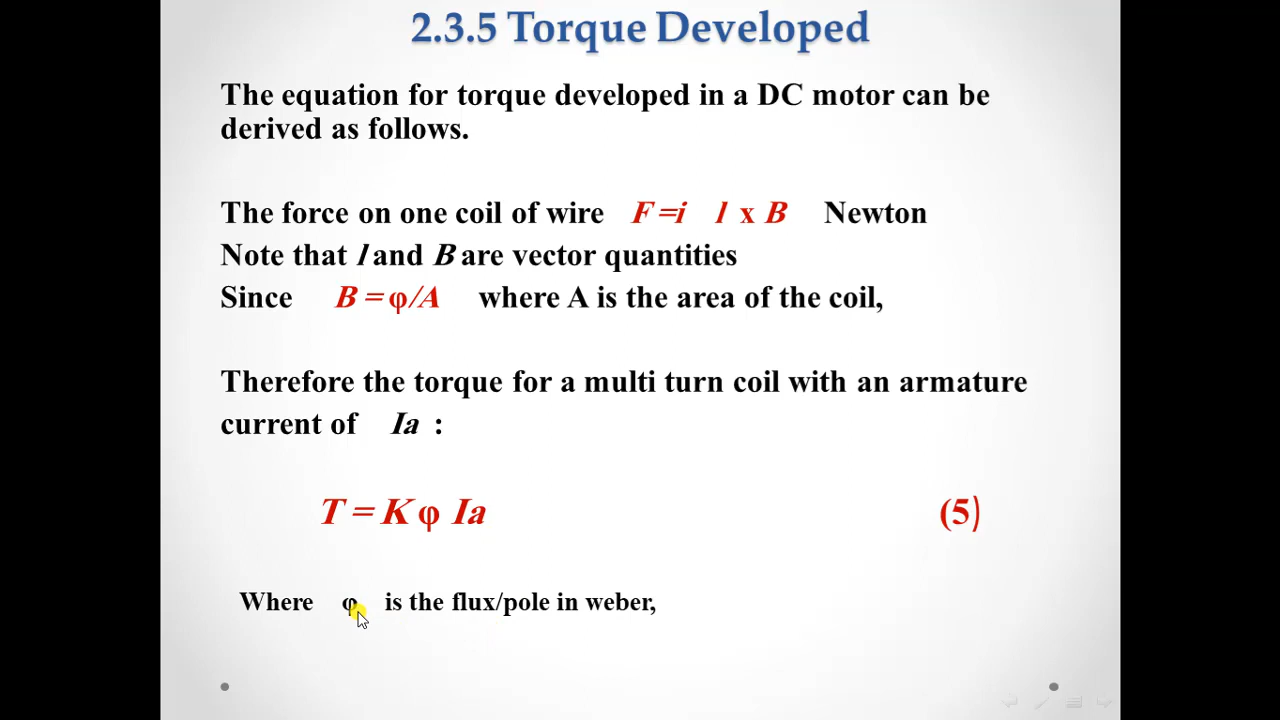 2.3.5 Torque Developed
The equation for torque developed in a DC motor can be
derived as follows.
The force on one coil of wire F =i l x B Newton
Note that l and B are vector quantities
Since B = φ/A where A is the area of the coil,
Therefore the torque for a multi turn coil with an armature
current of Ia :
T = K φ Ia (5)
Where φ is the flux/pole in weber,